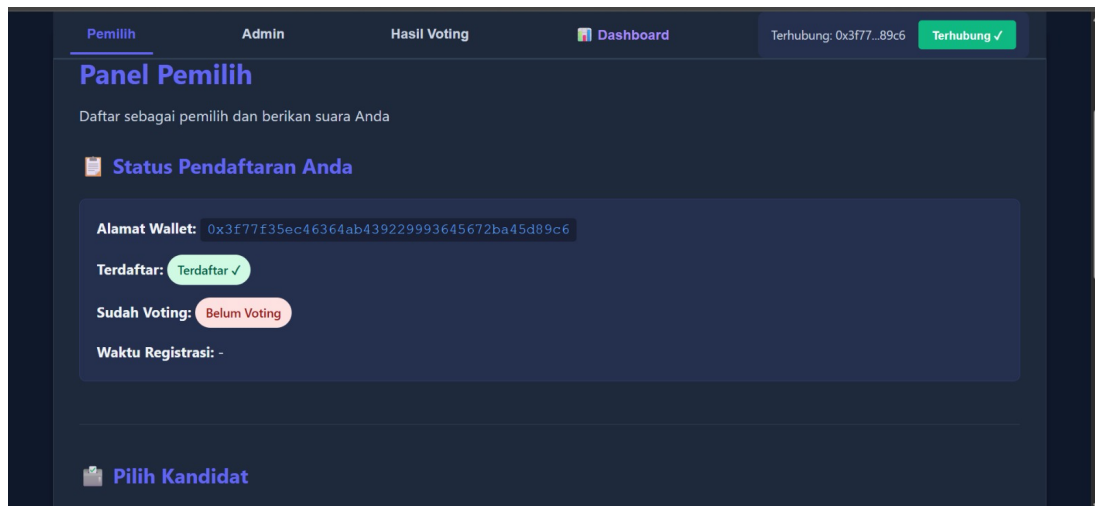 Pemilih Admin Hasil Voting Dashboard Terhubung: 0x3f77...89c6 Terhubung ✓
Panel Pemilih
Daftar sebagai pemilih dan berikan suara Anda
Status Pendaftaran Anda
Alamat Wallet: 0x3f77f35ec46364ab439229993645672ba45d89c6
Terdaftar: Terdaftar ✓
Sudah Voting: Belum Voting
Waktu Registrasi: -
Pilih Kandidat